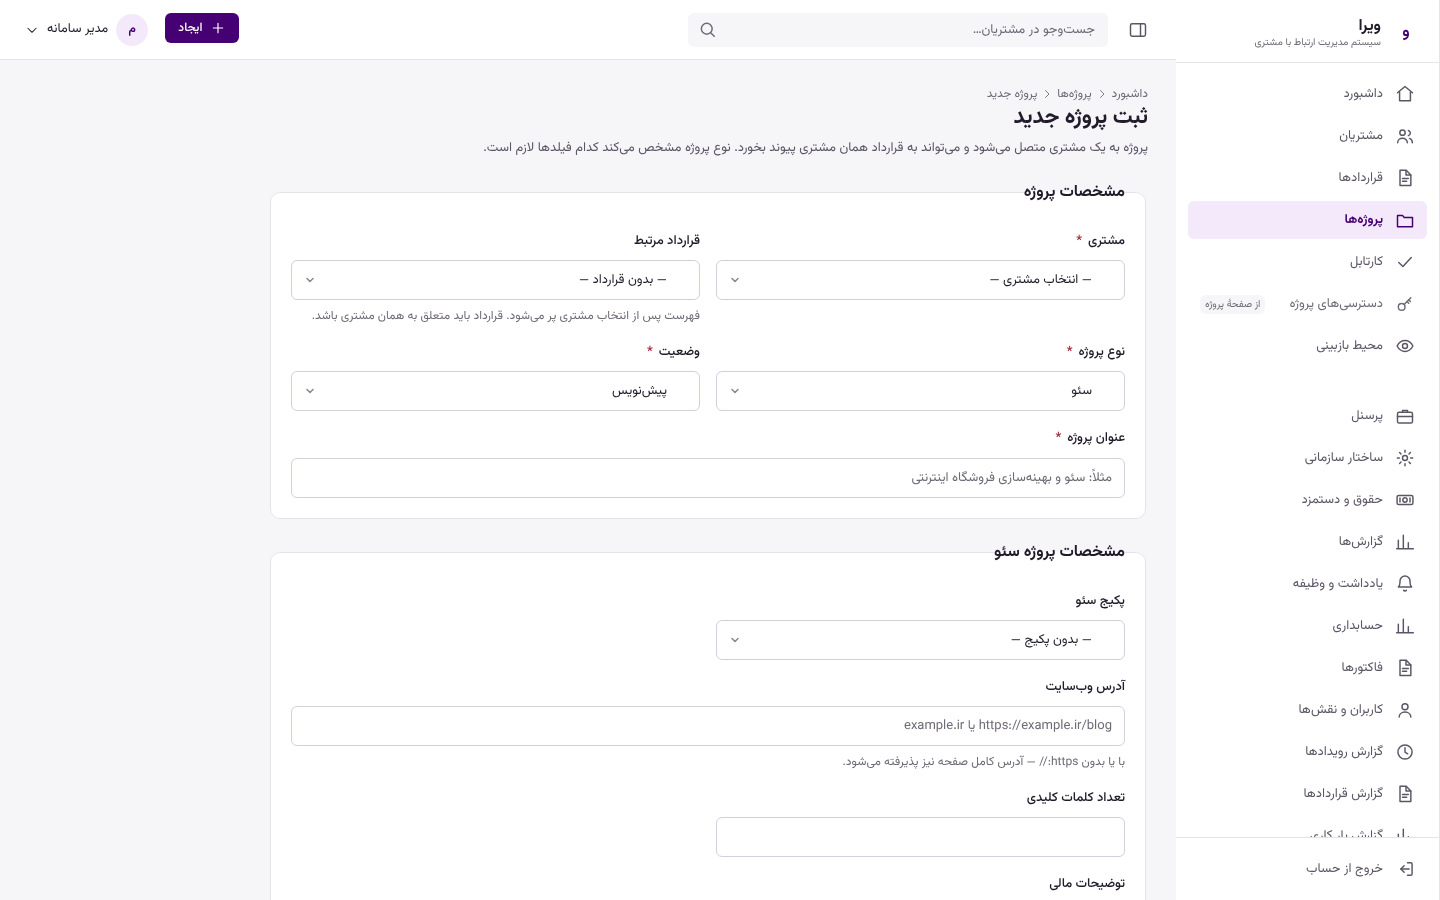 ویرا
سیستم مدیریت ارتباط با مشتری
و
داشبورد
مشتریان
قراردادها
پروژه‌ها
کارتابل
دسترسی‌های پروژه
از صفحهٔ پروژه
محیط بازبینی
پرسنل
ساختار سازمانی
حقوق و دستمزد
گزارش‌ها
یادداشت و وظیفه
حسابداری
فاکتورها
کاربران و نقش‌ها
گزارش رویدادها
گزارش قراردادها
گزارش بار کاری
خروج از حساب
جست‌وجو در مشتریان...
ایجاد
م
مدیر سامانه
داشبورد
پروژه‌ها
پروژه جدید
ثبت پروژه جدید
پروژه به یک مشتری متصل می‌شود و می‌تواند به قرارداد همان مشتری پیوند بخورد. نوع پروژه مشخص می‌کند کدام فیلدها لازم است.
مشخصات پروژه
مشتری *
— انتخاب مشتری —
قرارداد مرتبط
— بدون قرارداد —
فهرست پس از انتخاب مشتری پر می‌شود. قرارداد باید متعلق به همان مشتری باشد.
نوع پروژه *
سئو
وضعیت *
پیش‌نویس
عنوان پروژه *
مثلاً: سئو و بهینه‌سازی فروشگاه اینترنتی
مشخصات پروژه سئو
پکیج سئو
— بدون پکیج —
آدرس وب‌سایت
https://example.ir/blog یا example.ir
با یا بدون https:// — آدرس کامل صفحه نیز پذیرفته می‌شود.
تعداد کلمات کلیدی
توضیحات مالی